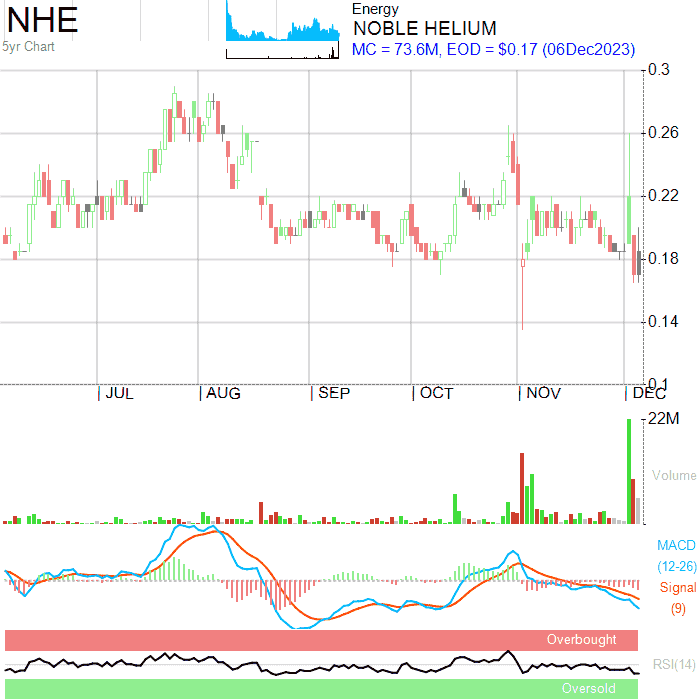 NHE
5yr Chart
Energy
NOBLE HELIUM
MC = 73.6M, EOD = $0.17 (06Dec2023)
0.3
0.26
0.22
0.18
0.14
0.1
JUL AUG SEP OCT NOV DEC
22M
Volume
MACD
(12-26)
Signal
(9)
Overbought
RSI(14)
Oversold